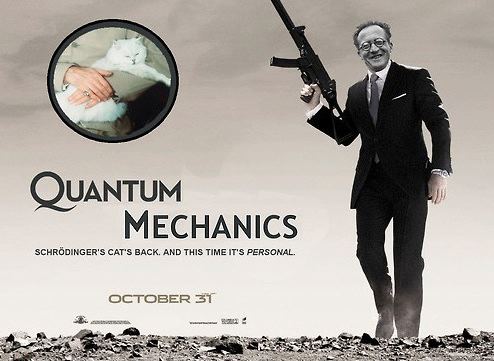 QUANTUM
MECHANICS
SCHRÖDINGER'S CAT'S BACK. AND THIS TIME IT'S PERSONAL.
OCTOBER 31